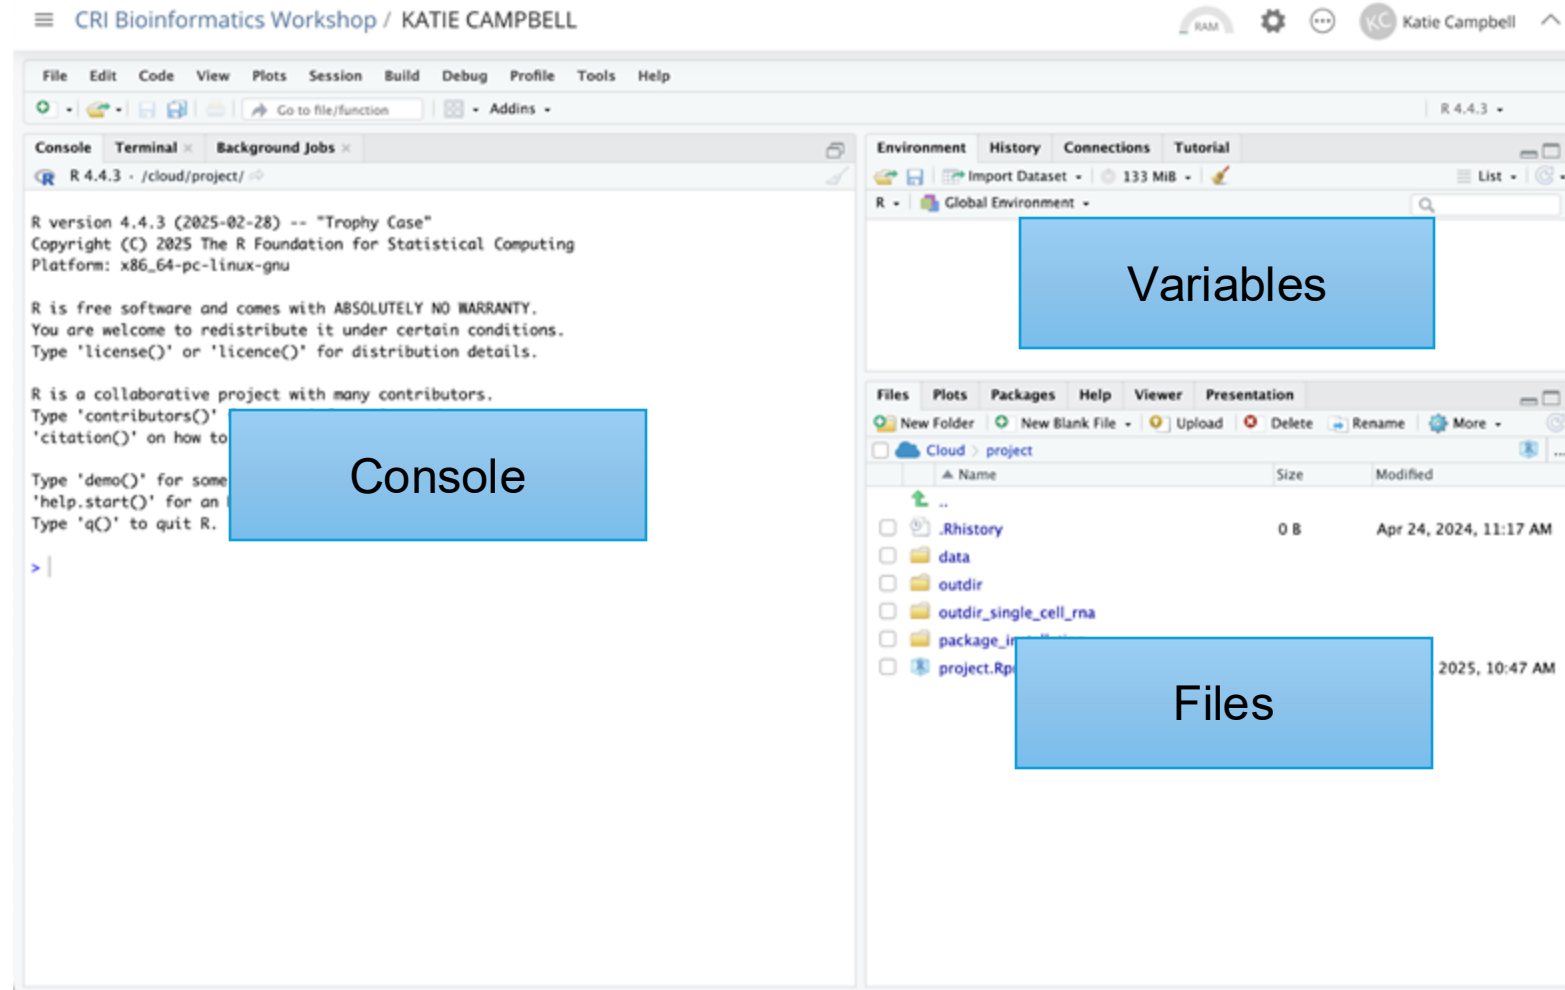 CRI Bioinformatics Workshop / KATIE CAMPBELL
RAM
KC
Katie Campbell
File Edit Code View Plots Session Build Debug Profile Tools Help
Go to file/function
Addins
R 4.4.3
Console Terminal Background Jobs
R 4.4.3 · /cloud/project/
R version 4.4.3 (2025-02-28) -- "Trophy Case"
Copyright (C) 2025 The R Foundation for Statistical Computing
Platform: x86_64-pc-linux-gnu
R is free software and comes with ABSOLUTELY NO WARRANTY.
You are welcome to redistribute it under certain conditions.
Type 'license()' or 'licence()' for distribution details.
R is a collaborative project with many contributors.
Type 'contributors()'
'citation()' on how to
Type 'demo()' for some
'help.start()' for an
Type 'q()' to quit R.
>
Console
Environment History Connections Tutorial
Import Dataset 133 MiB List
R Global Environment
Variables
Files Plots Packages Help Viewer Presentation
New Folder New Blank File Upload Delete Rename More
Cloud > project ...
Name Size Modified
..
.Rhistory 0 B Apr 24, 2024, 11:17 AM
data
outdir
outdir_single_cell_rna
project.Rp 2025, 10:47 AM
Files